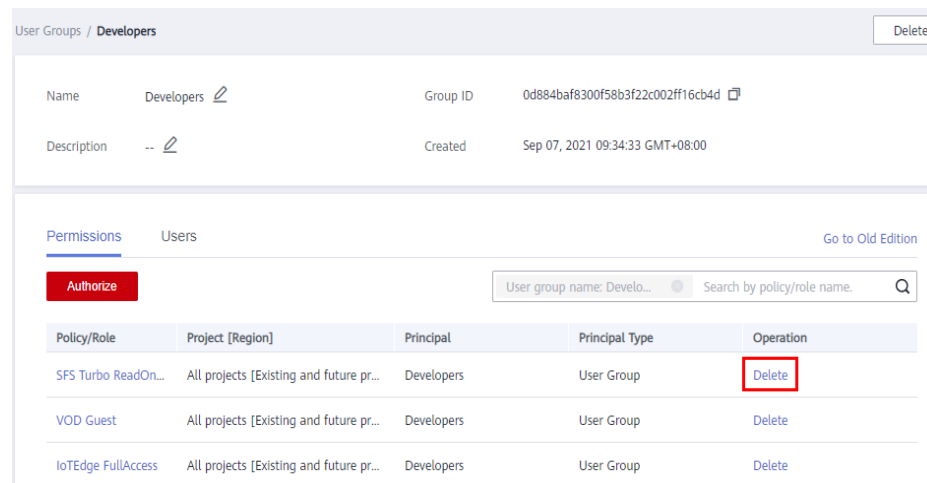 User Groups / Developers Delete
Name Developers Group ID 0d884baf8300f58b3f22c002ff16cb4d
Description -- Created Sep 07, 2021 09:34:33 GMT+08:00
Permissions Users Go to Old Edition
Authorize User group name: Develo... Search by policy/role name.
Policy/Role Project [Region] Principal Principal Type Operation
SFS Turbo ReadOn... All projects [Existing and future pr... Developers User Group Delete
VOD Guest All projects [Existing and future pr... Developers User Group Delete
IoTEdge FullAccess All projects [Existing and future pr... Developers User Group Delete